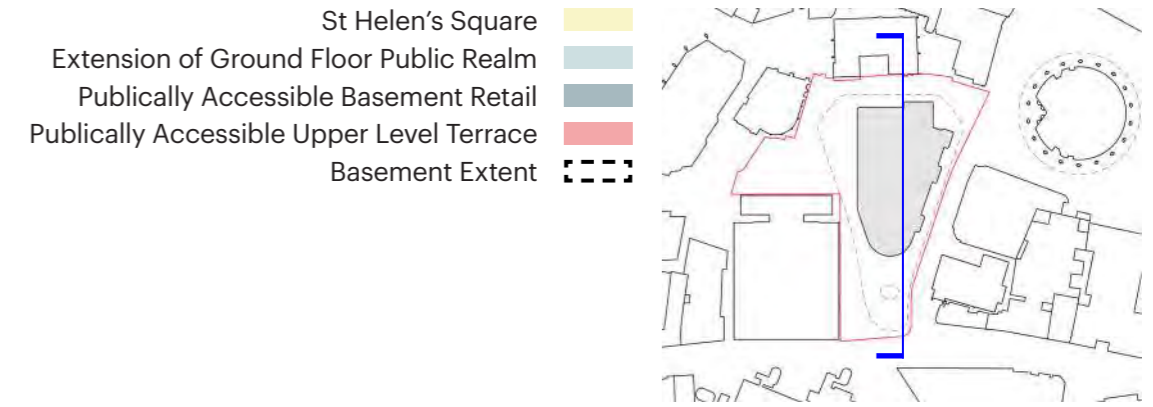 St Helen's Square
Extension of Ground Floor Public Realm
Publically Accessible Basement Retail
Publically Accessible Upper Level Terrace
Basement Extent